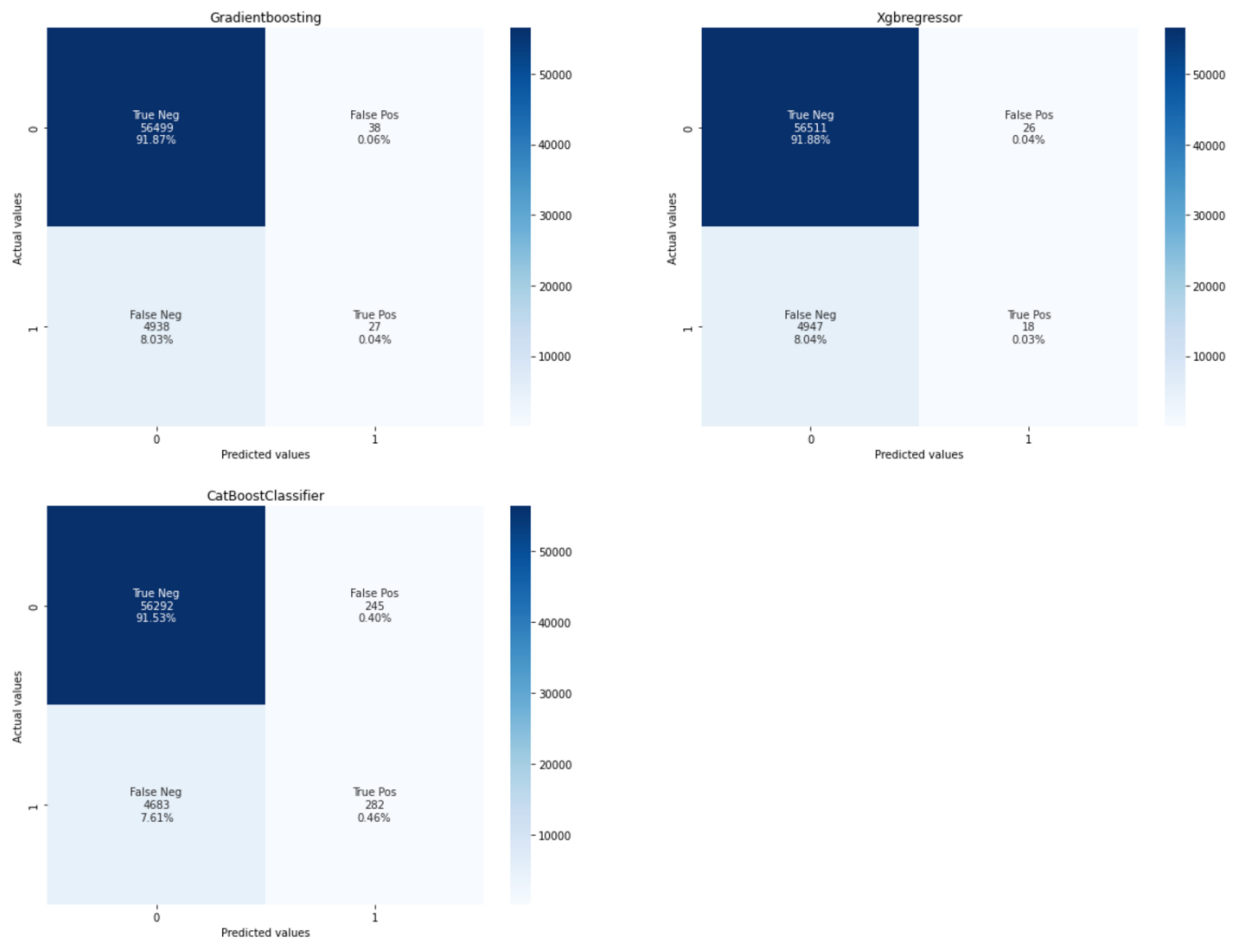 Gradientboosting
True Neg
56499
91.87%
False Pos
38
0.06%
False Neg
4938
8.03%
True Pos
27
0.04%
0
1
Actual values
0
1
Predicted values
50000
40000
30000
20000
10000
Xgbregressor
True Neg
56511
91.88%
False Pos
26
0.04%
False Neg
4947
8.04%
True Pos
18
0.03%
0
1
Actual values
0
1
Predicted values
50000
40000
30000
20000
10000
CatBoostClassifier
True Neg
56292
91.53%
False Pos
245
0.40%
False Neg
4683
7.61%
True Pos
282
0.46%
0
1
Actual values
0
1
Predicted values
50000
40000
30000
20000
10000